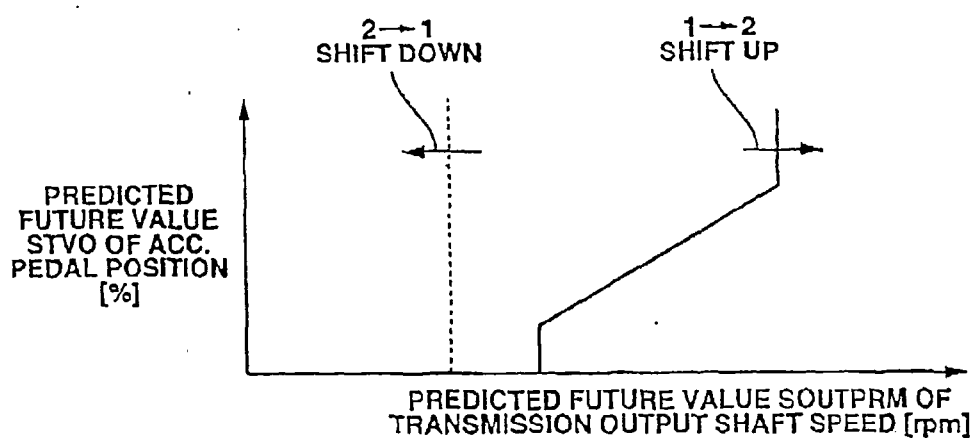 2→1
SHIFT DOWN
1→2
SHIFT UP
PREDICTED
FUTURE VALUE
STVO OF ACC.
PEDAL POSITION
[%]
PREDICTED FUTURE VALUE SOUTPRM OF
TRANSMISSION OUTPUT SHAFT SPEED [rpm]